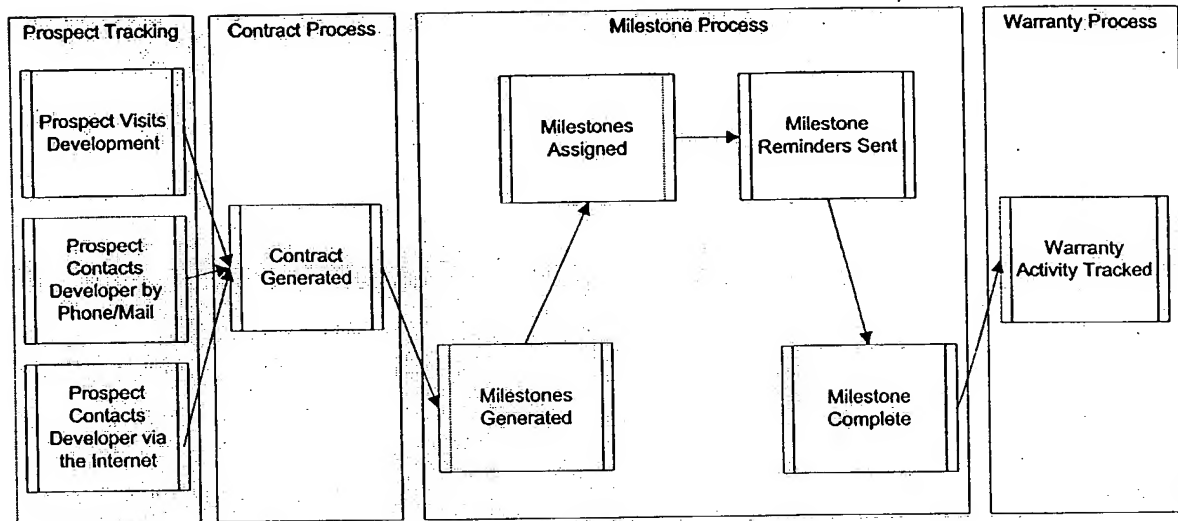 Prospect Tracking
Prospect Visits
Development
Prospect
Contacts
Developer by
Phone/Mail
Prospect
Contacts
Developer via
the Internet
Contract Process
Contract
Generated
Milestone Process
Milestones
Assigned
Milestone
Reminders Sent
Milestones
Generated
Milestone
Complete
Warranty Process
Warranty
Activity Tracked